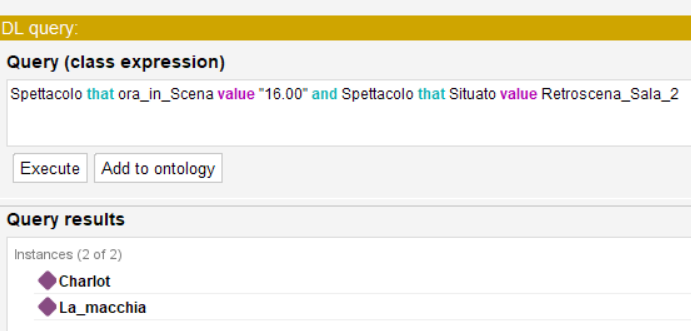 DL query:
Query (class expression)
Spettacolo that ora_in_Scena value "16.00" and Spettacolo that Situato value Retroscena_Sala_2
Execute Add to ontology
Query results
Instances (2 of 2)
Charlot
La_macchia